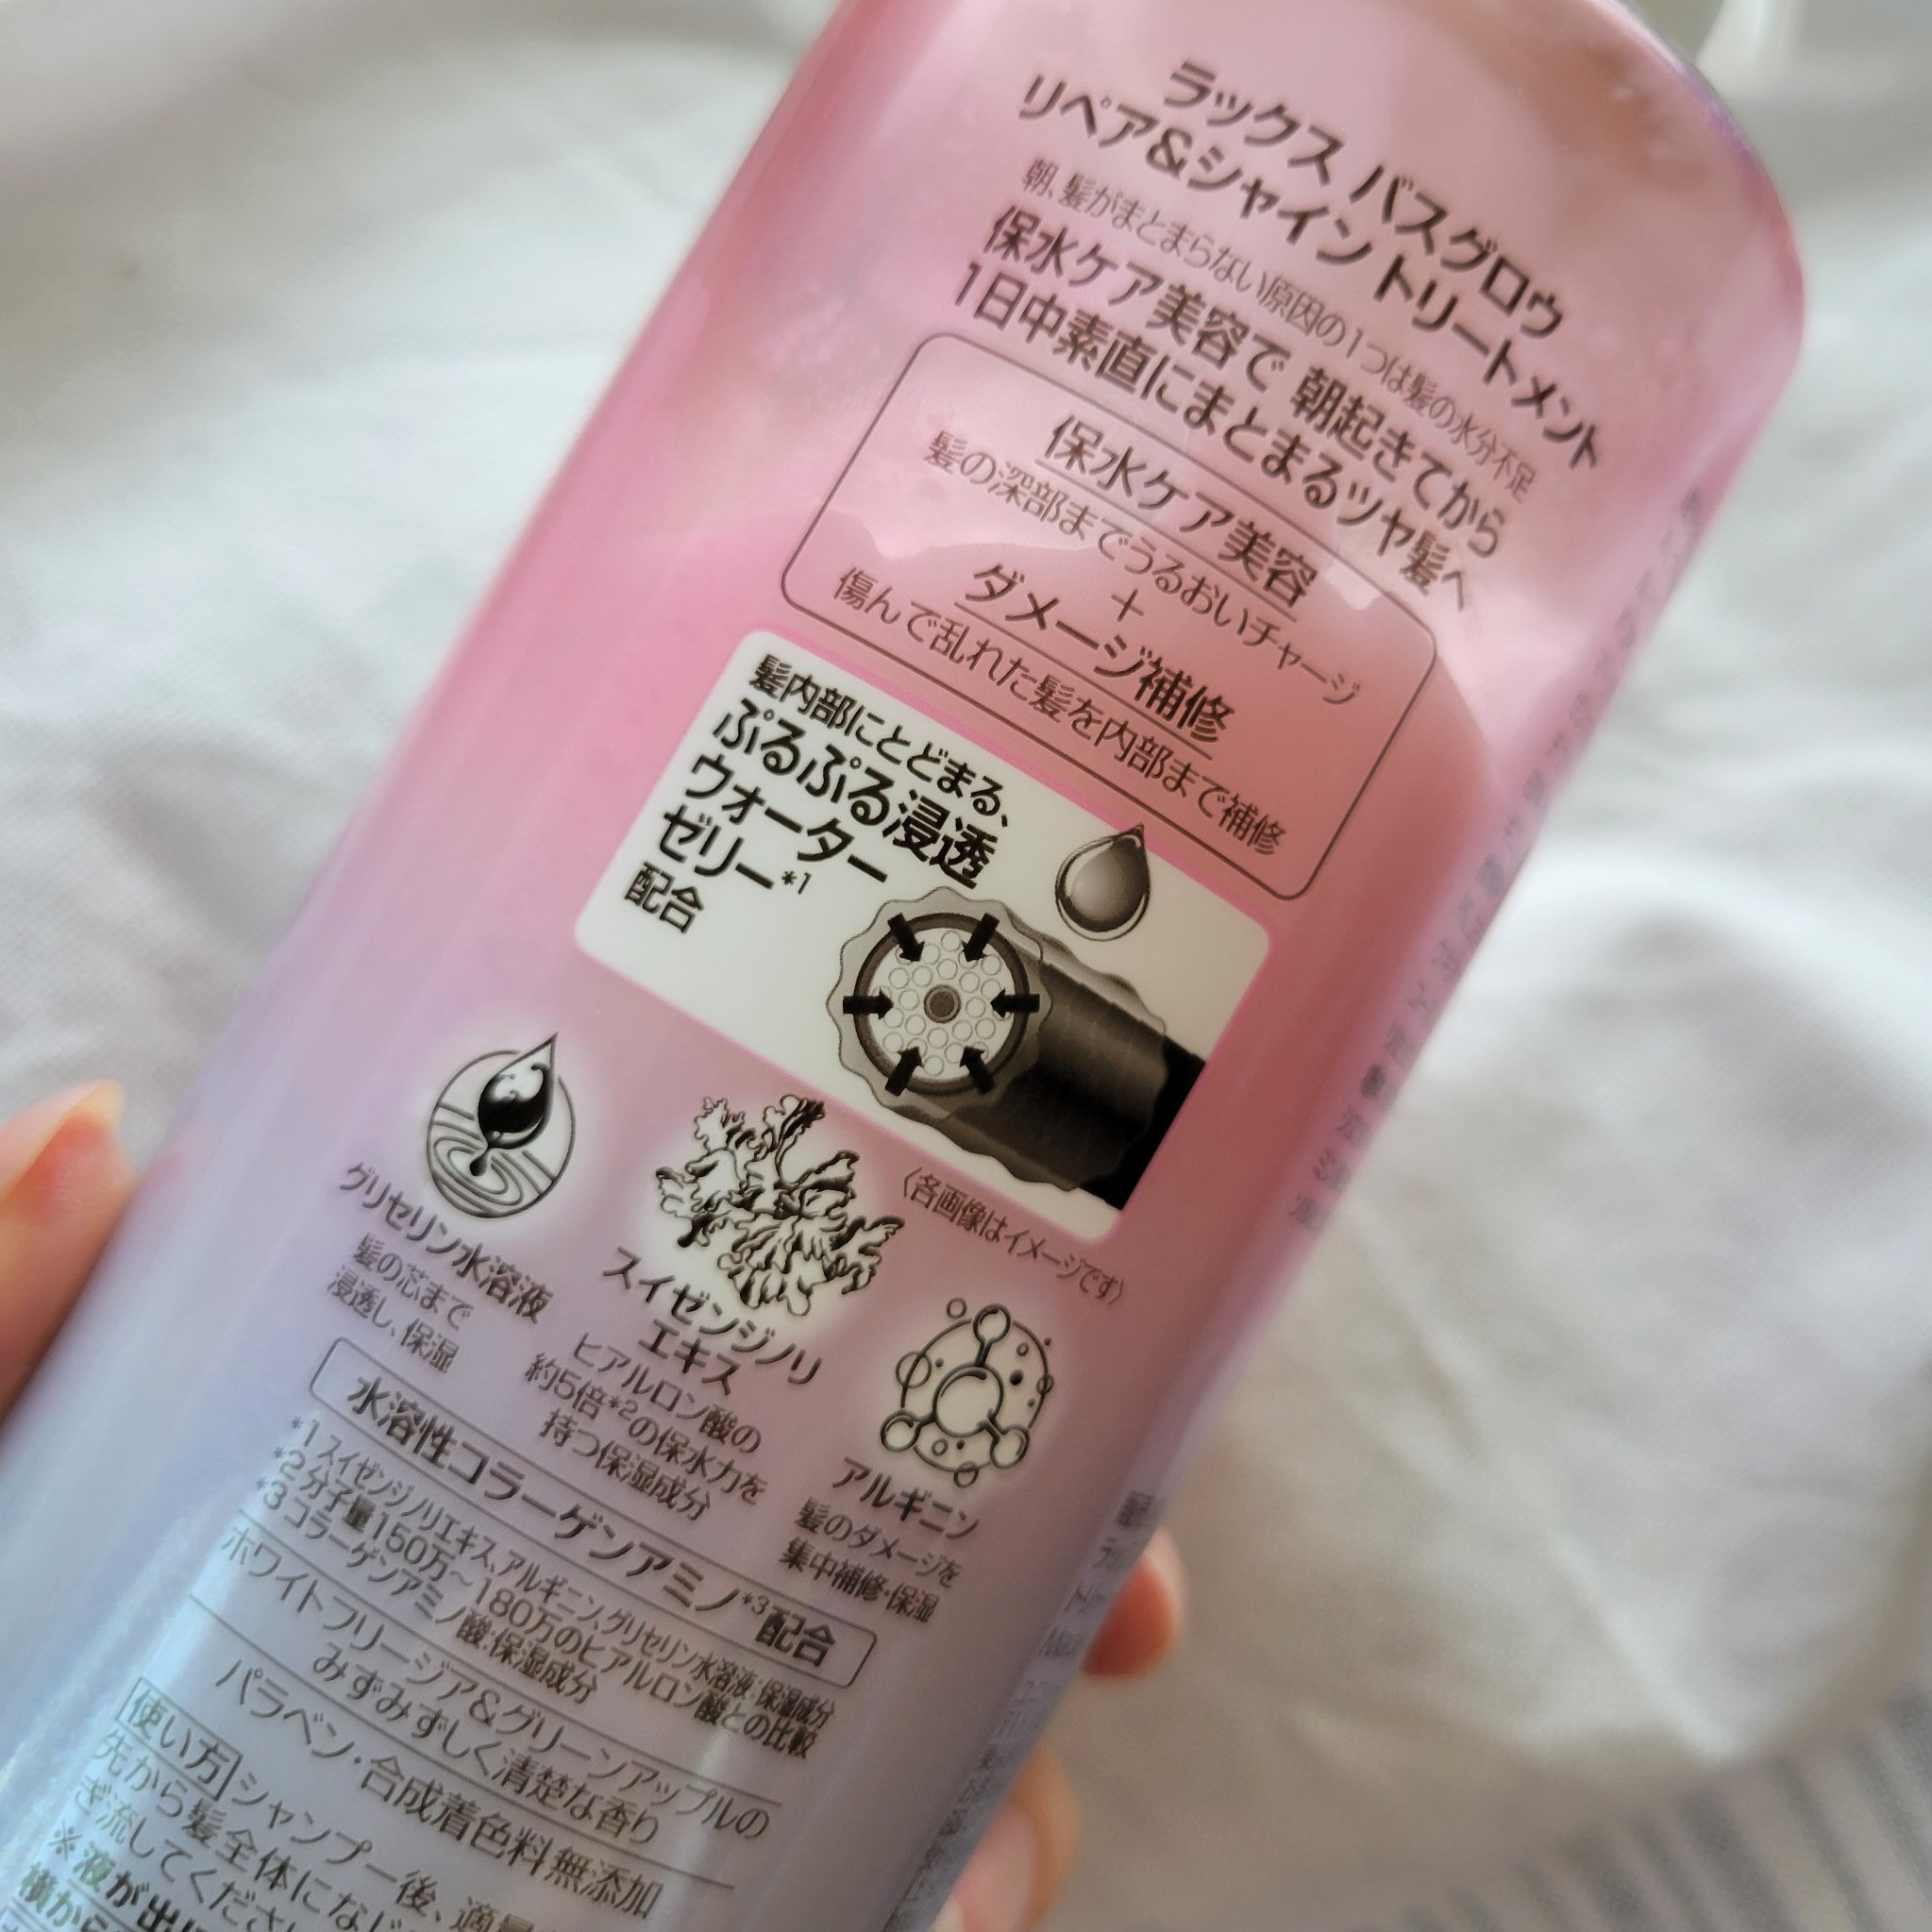 ラックス バスグロウ
リペア&シャイン トリートメント
朝、髪がまとまらない原因の1つは髪の水分不足
保水ケア美容で 朝起きてから
1日中素直にまとまるツヤ髪へ
保水ケア美容
髪の深部までうるおいチャージ
+
ダメージ補修
傷んで乱れた髪を内部まで補修
髪内部にとどまる、
ぷるぷる浸透
ウォーター
ゼリー*1
配合
〈各画像はイメージです〉
グリセリン水溶液
髪の芯まで
浸透し、保湿
スイゼンジノリ
エキス
ヒアルロン酸の
約5倍*2の保水力を
持つ保湿成分
アルギニン
髪のダメージを
集中補修・保湿
水溶性コラーゲンアミノ*3配合
*1 スイゼンジノリエキス、アルギニン、グリセリン水溶液:保湿成分
*2 分子量160万~180万のヒアルロン酸との比較
*3 コラーゲンアミノ酸:保湿成分
ホワイトフリージア&グリーンアップルの
みずみずしく清楚な香り
パラベン・合成着色料無添加
使い方 シャンプー後、適量
先から髪全体になじ
ぎ流してくださ
※液が出に
横から